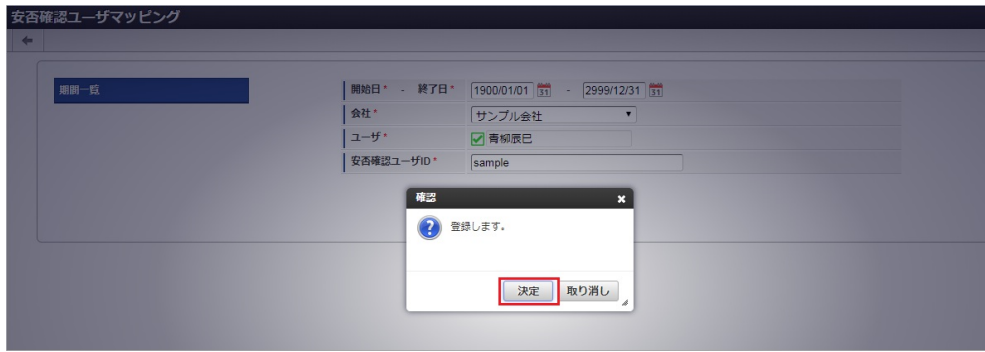 安否確認ユーザマッピング
期間一覧
開始日* - 終了日* 1900/01/01 31 - 2999/12/31 31
会社* サンプル会社
ユーザ* 青柳辰巳
安否確認ユーザID* sample
確認
登録します。
決定 取り消し